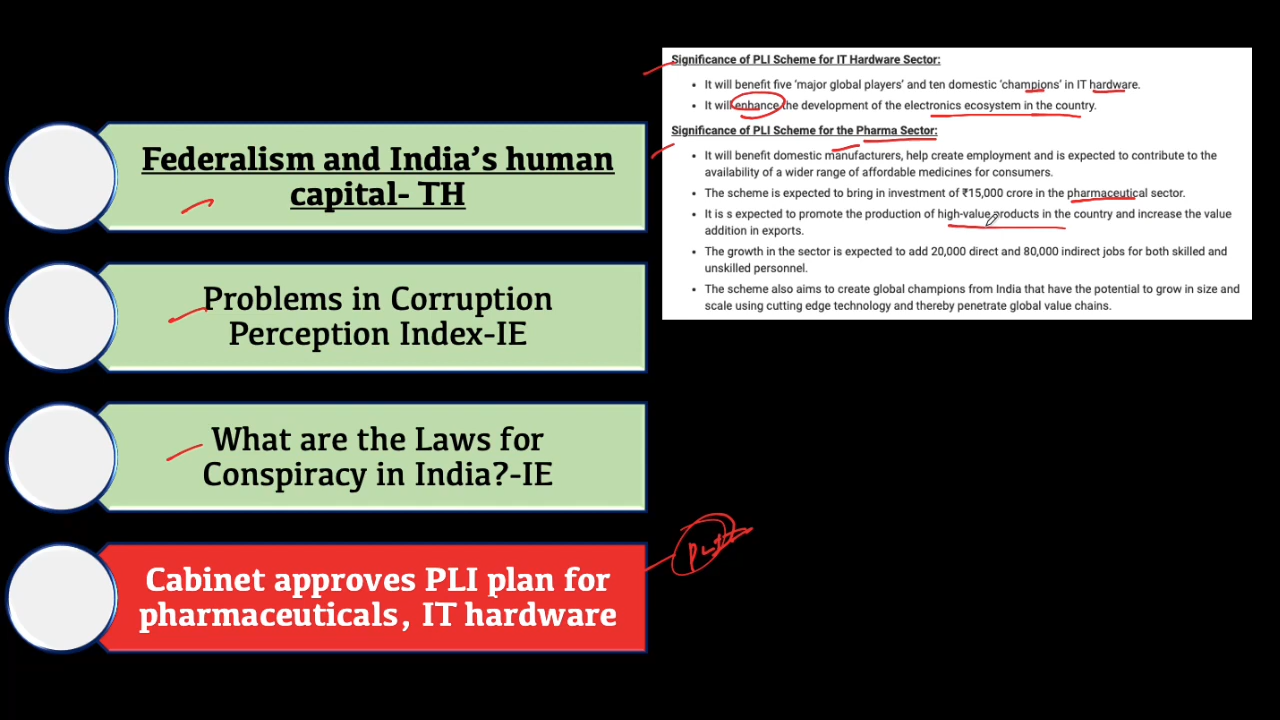 Federalism and India's human
capital- TH
Problems in Corruption
Perception Index-IE
What are the Laws for
Conspiracy in India?-IE
Cabinet approves PLI plan for
pharmaceuticals, IT hardware
Significance of PLI Scheme for IT Hardware Sector:
• It will benefit five 'major global players' and ten domestic 'champions' in IT hardware.
• It will enhance the development of the electronics ecosystem in the country.
Significance of PLI Scheme for the Pharma Sector:
• It will benefit domestic manufacturers, help create employment and is expected to contribute to the
availability of a wider range of affordable medicines for consumers.
• The scheme is expected to bring in investment of ₹15,000 crore in the pharmaceutical sector.
• It is s expected to promote the production of high-value products in the country and increase the value
addition in exports.
• The growth in the sector is expected to add 20,000 direct and 80,000 indirect jobs for both skilled and
unskilled personnel.
• The scheme also aims to create global champions from India that have the potential to grow in size and
scale using cutting edge technology and thereby penetrate global value chains.